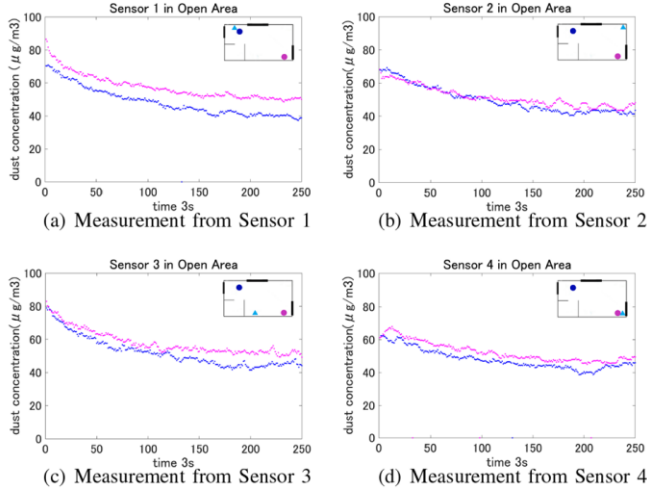 Sensor 1 in Open Area
dust concentration (μg/m3)
100
80
60
40
20
0
0 50 100 150 200 250
time 3s
(a) Measurement from Sensor 1
Sensor 2 in Open Area
dust concentration(μg/m3)
100
80
60
40
20
0
0 50 100 150 200 250
time 3s
(b) Measurement from Sensor 2
Sensor 3 in Open Area
dust concentration(μg/m3)
100
80
60
40
20
0
0 50 100 150 200 250
time 3s
(c) Measurement from Sensor 3
Sensor 4 in Open Area
dust concentration(μg/m3)
100
80
60
40
20
0
0 50 100 150 200 250
time 3s
(d) Measurement from Sensor 4